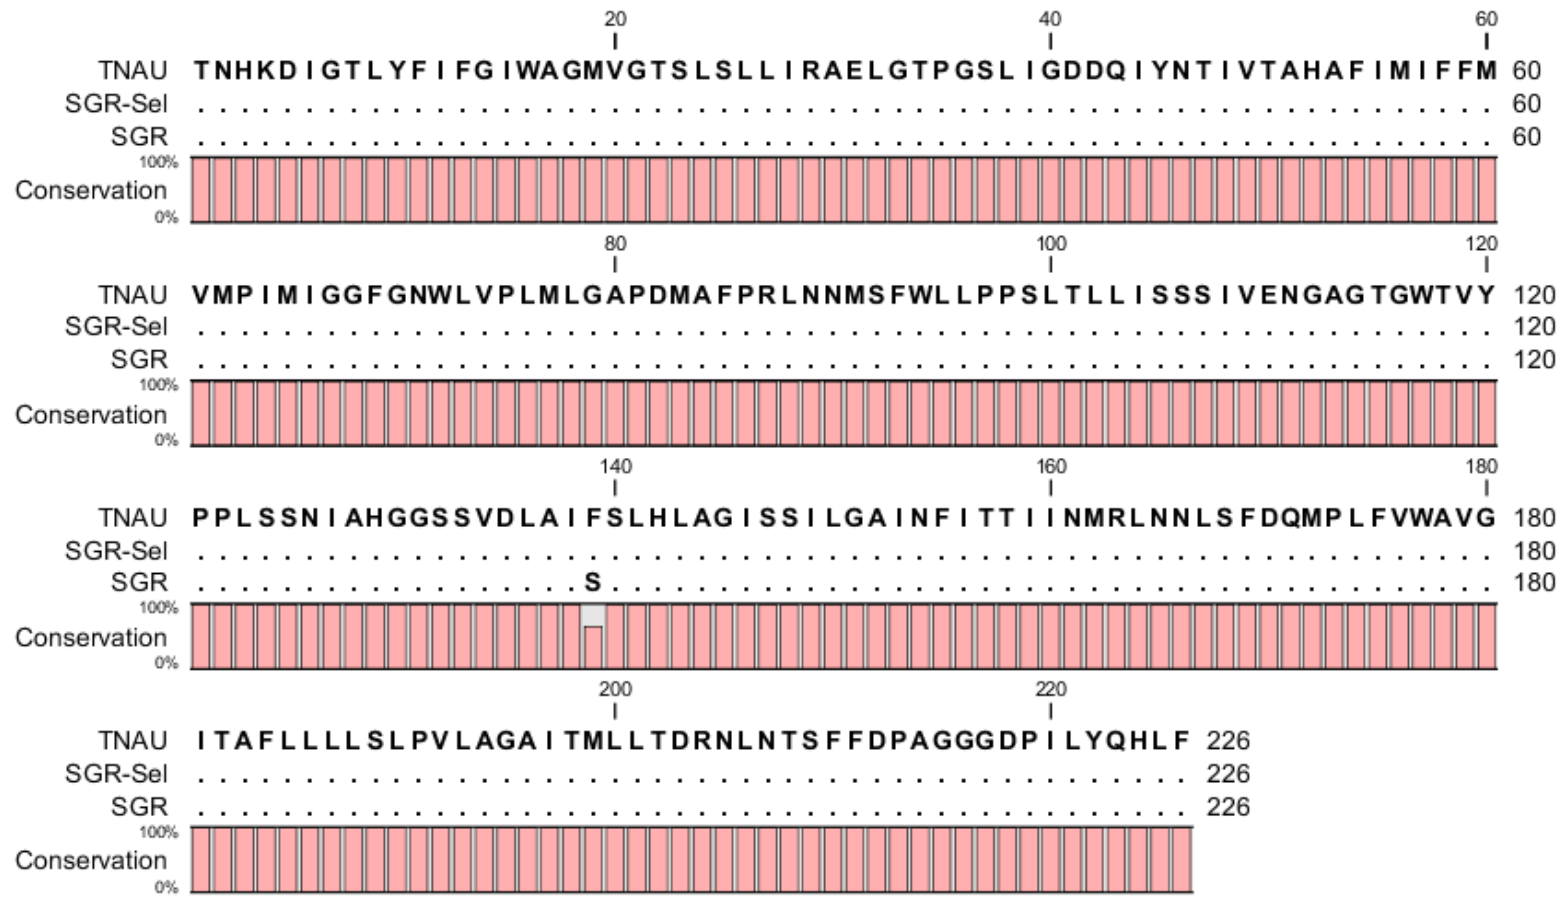 20 40 60
TNAU TNHKDIGTLYFIFGIWAGMVGTSLSLLIRAELGTPGSLIGDDQIYNTIVTAHAFIMIFFM 60
SGR-Sel ............................................................ 60
SGR ............................................................ 60
100%
Conservation
0%
80 100 120
TNAU VMPIMIGGFGNWLVPLMLGAPDMAFPRLNNMSFWLLPPSLTLLISSSIVENGAGTGWTVY 120
SGR-Sel ............................................................ 120
SGR ............................................................ 120
100%
Conservation
0%
140 160 180
TNAU PPLSSNIAHGGSSVDLAIFSLHLAGISSILGAINFITTIINMRLNNLSFDQMPLFVWAVG 180
SGR-Sel ............................................................ 180
SGR ..................S......................................... 180
100%
Conservation
0%
200 220
TNAU ITAFLLLLSLPVLAGAITMLLTDRNLNTSFFDPAGGGDPILYQHLF 226
SGR-Sel .............................................. 226
SGR .............................................. 226
100%
Conservation
0%